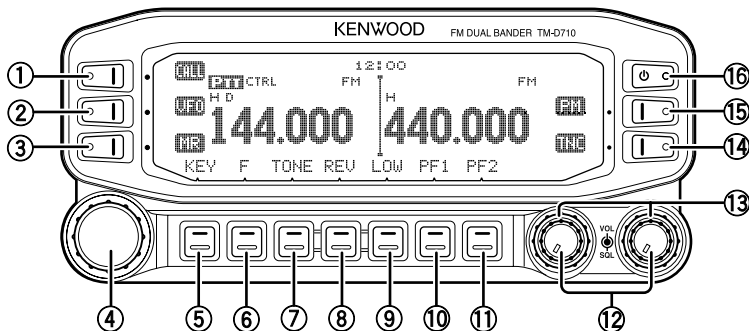 KENWOOD FM DUAL BANDER TM-D710
12:00
CALL PTT CTRL FM FM
H D H
VFO 144.000 440.000 PM
MR TNC
KEY F TONE REV LOW PF1 PF2
VOL
SQL
① ② ③ ④ ⑤ ⑥ ⑦ ⑧ ⑨ ⑩ ⑪ ⑫ ⑬ ⑭ ⑮ ⑯